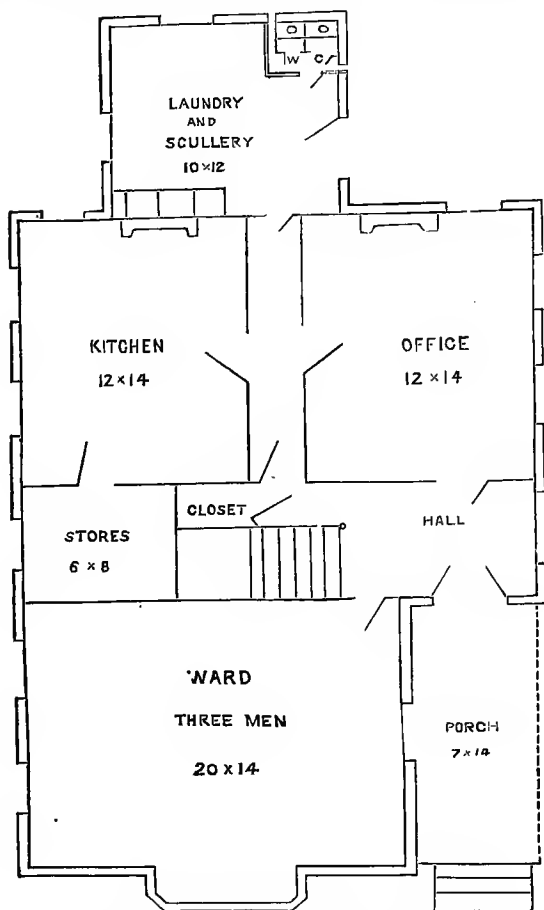 W C
LAUNDRY
AND
SCULLERY
10×12
KITCHEN
12×14
OFFICE
12×14
CLOSET
HALL
STORES
6×8
WARD
THREE MEN
20×14
PORCH
7×14